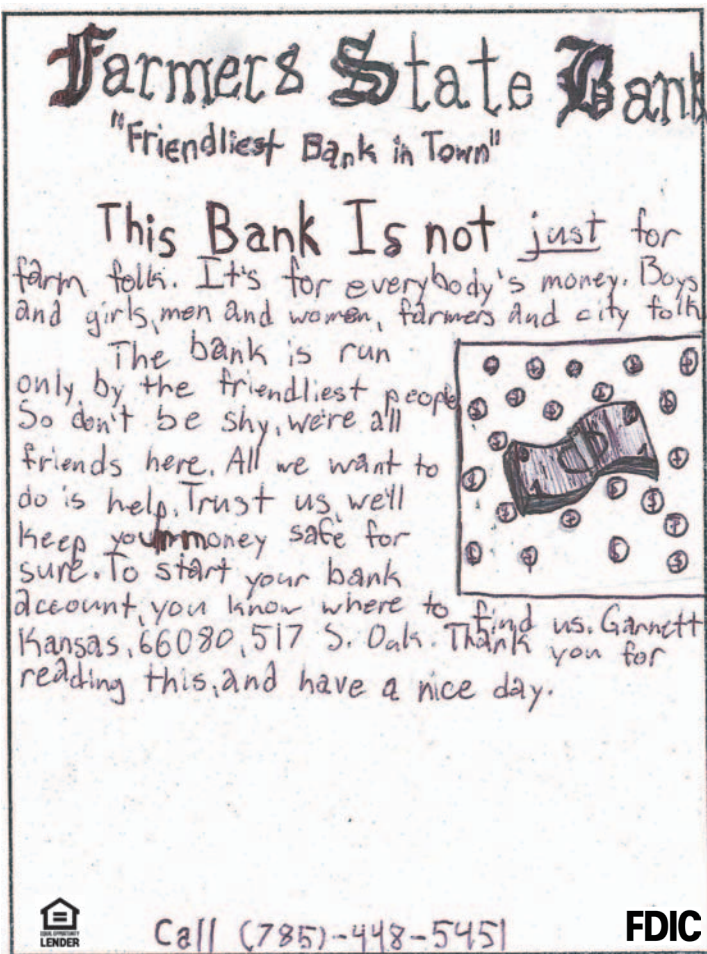 Farmers State Bank
"Friendliest Bank in Town"
This Bank Is not just for
farm folk. It's for everybody's money. Boys
and girls, men and women, farmers and city folk
The bank is run
only by the friendliest people
So don't be shy, we're all
friends here. All we want to
do is help. Trust us, we'll
keep your money safe for
sure. To start your bank
account, you know where to find us. Garnett
Kansas, 66080, 517 S. Oak. Thank you for
reading this, and have a nice day.
EQUAL OPPORTUNITY
LENDER
Call (785)-448-5451
FDIC